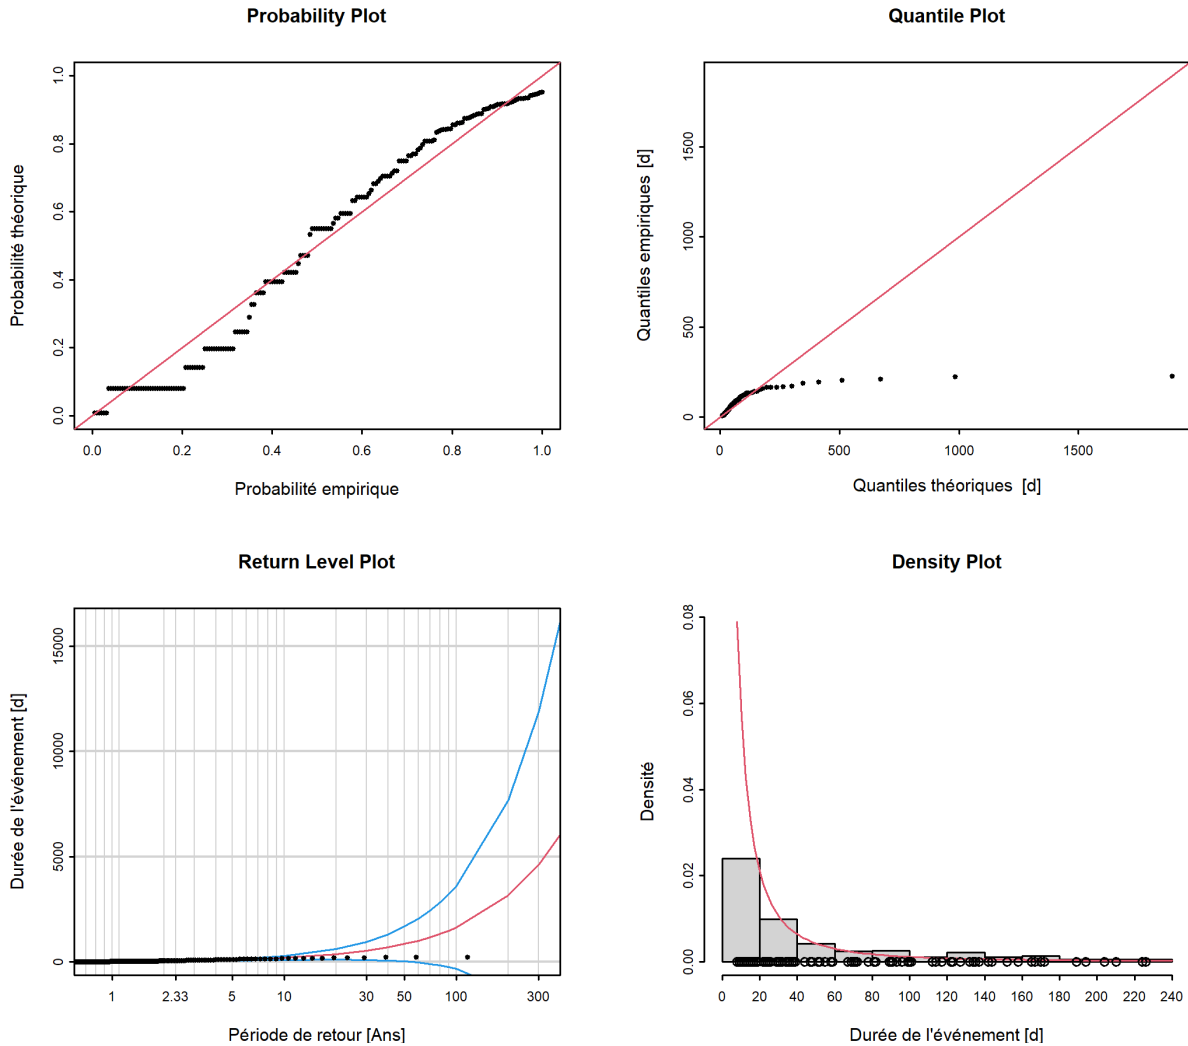 Probability Plot
Probabilité théorique
1.0
0.8
0.6
0.4
0.2
0.0
0.0 0.2 0.4 0.6 0.8 1.0
Probabilité empirique
Quantile Plot
Quantiles empiriques [d]
1500
1000
500
0
0 500 1000 1500
Quantiles théoriques [d]
Return Level Plot
Durée de l'événement [d]
15000
10000
5000
0
1 2.33 5 10 30 50 100 300
Période de retour [Ans]
Density Plot
Densité
0.08
0.06
0.04
0.02
0.00
0 20 40 60 80 100 120 140 160 180 200 220 240
Durée de l'événement [d]